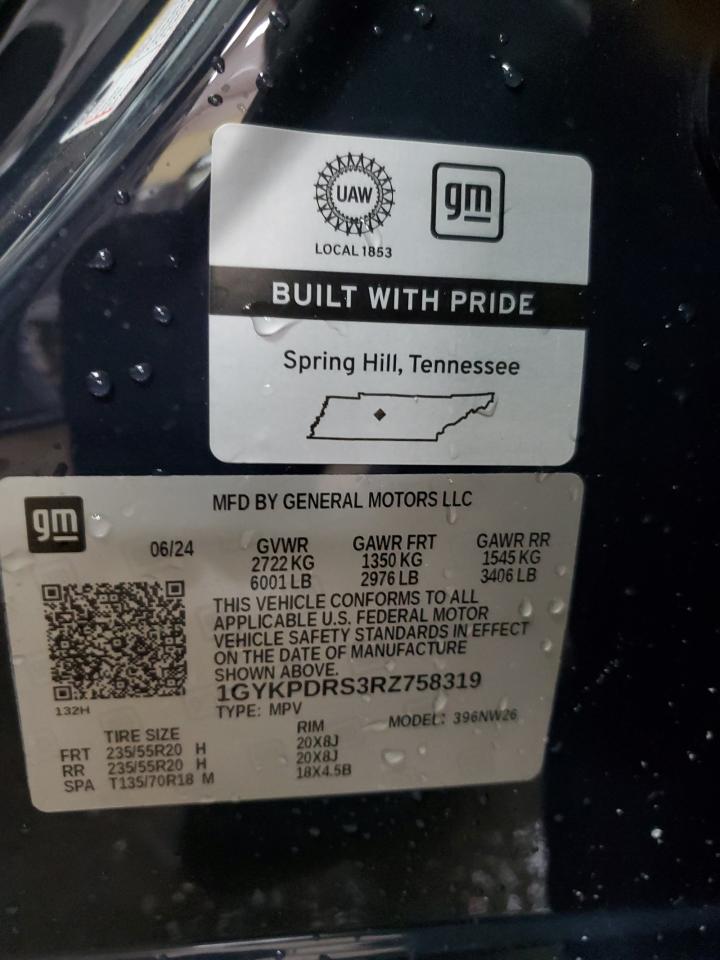 UAW
gm
LOCAL 1853
BUILT WITH PRIDE
Spring Hill, Tennessee
gm
MFD BY GENERAL MOTORS LLC
06/24 GVWR GAWR FRT GAWR RR
2722 KG 1350 KG 1545 KG
6001 LB 2976 LB 3406 LB
THIS VEHICLE CONFORMS TO ALL
APPLICABLE U.S. FEDERAL MOTOR
VEHICLE SAFETY STANDARDS IN EFFECT
ON THE DATE OF MANUFACTURE
SHOWN ABOVE.
1GYKPDRS3RZ758319
132H
TYPE: MPV MODEL: 396NW26
TIRE SIZE RIM
FRT 235/55R20 H 20X8J
RR 235/55R20 H 20X8J
SPA T135/70R18 M 18X4.5B